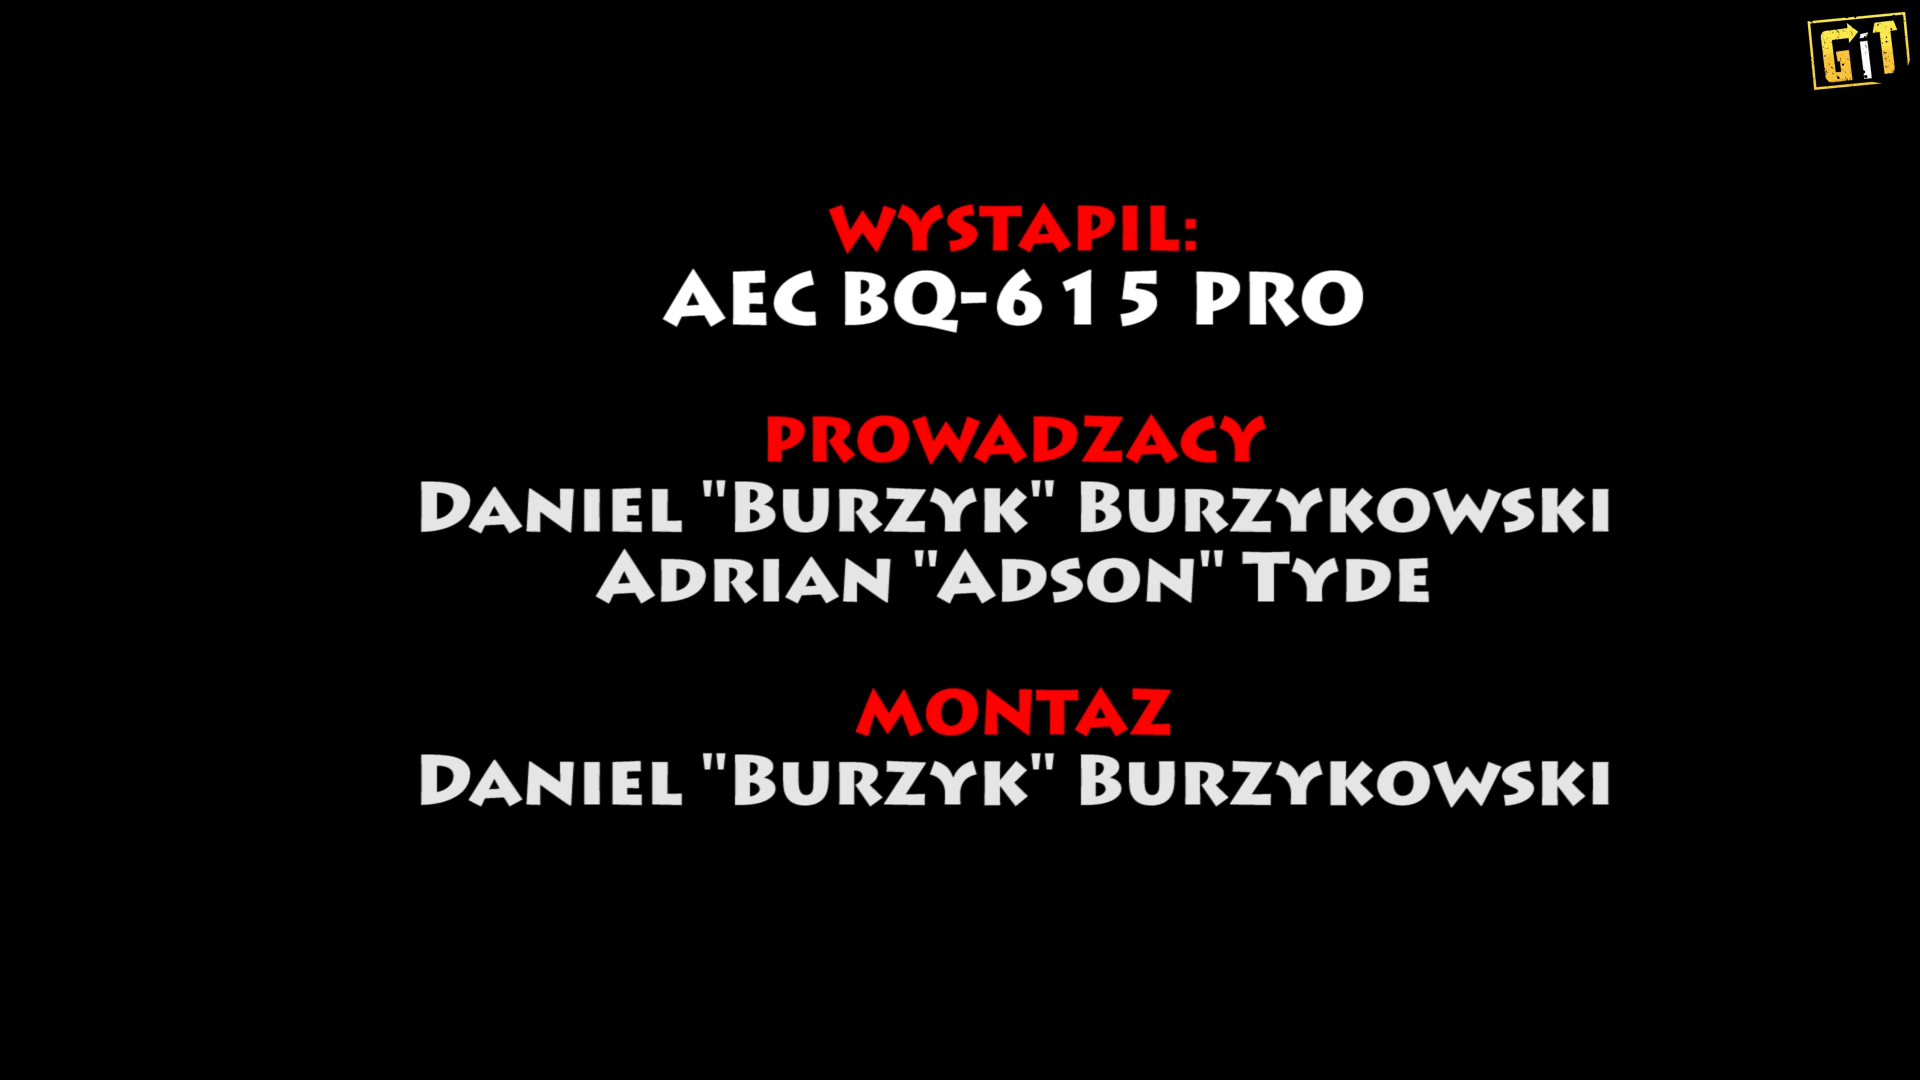 GiT
WYSTAPIL:
AEC BQ-615 PRO
PROWADZACY
DANIEL "BURZYK" BURZYKOWSKI
ADRIAN "ADSON" TYDE
MONTAZ
DANIEL "BURZYK" BURZYKOWSKI